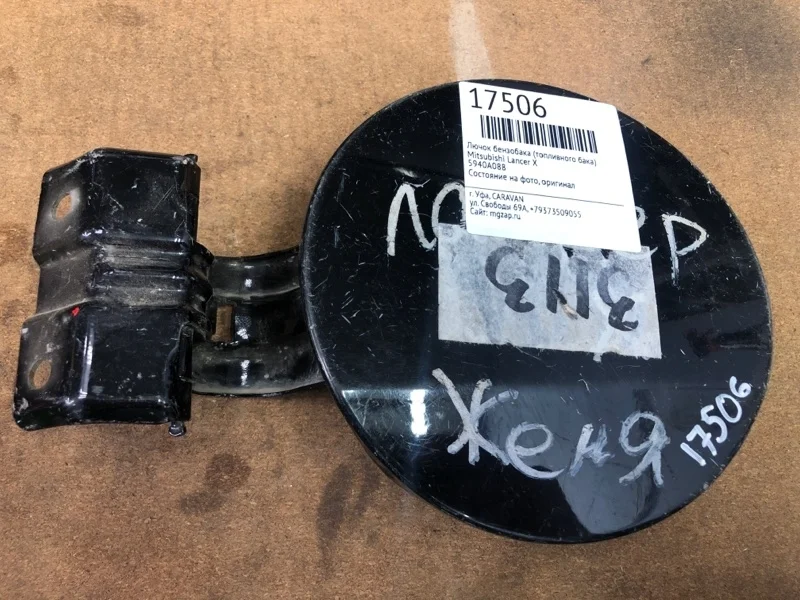 17506
Лючок бензобака (топливного бака)
Mitsubishi Lancer X
5940A088
Состояние на фото, оригинал
г. Уфа, CARAVAN
ул. Свободы 69А, +79373509055
Сайт: mgzap.ru
3113
Женя
17506